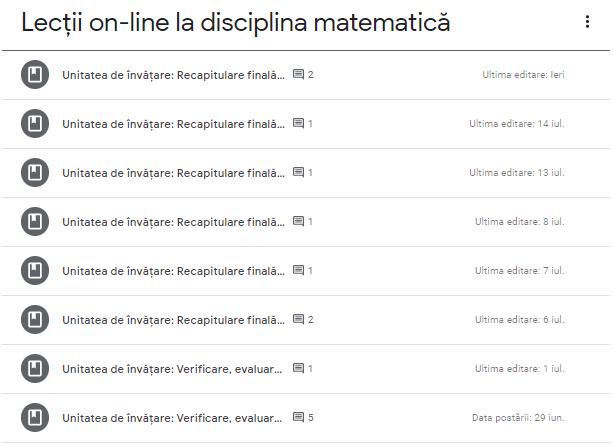 Lecții on-line la disciplina matematică
Unitatea de învățare: Recapitulare finală... 2 Ultima editare: Ieri
Unitatea de învățare: Recapitulare finală... 1 Ultima editare: 14 iul.
Unitatea de învățare: Recapitulare finală... 1 Ultima editare: 13 iul.
Unitatea de învățare: Recapitulare finală... 1 Ultima editare: 8 iul.
Unitatea de învățare: Recapitulare finală... 1 Ultima editare: 7 iul.
Unitatea de învățare: Recapitulare finală... 2 Ultima editare: 6 iul.
Unitatea de învățare: Verificare, evaluar... 1 Ultima editare: 1 iul.
Unitatea de învățare: Verificare, evaluar... 5 Data postării: 29 iun.